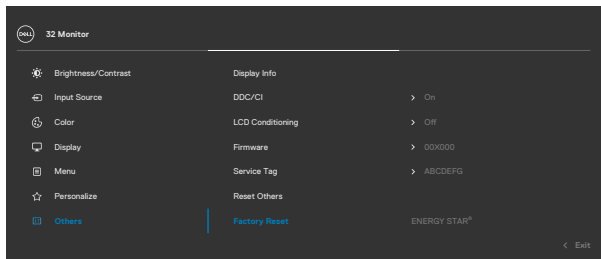 DELL 32 Monitor
Brightness/Contrast Display Info
Input Source DDC/CI > On
Color LCD Conditioning > Off
Display Firmware > 00X000
Menu Service Tag > ABCDEFG
Personalize Reset Others
Others Factory Reset ENERGY STAR®
< Exit